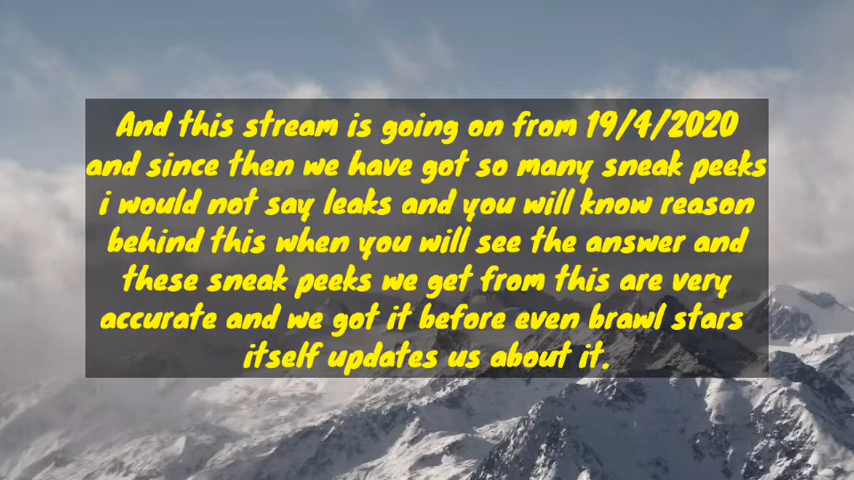 And this stream is going on from 19/4/2020
and since then we have got so many sneak peeks
i would not say leaks and you will know reason
behind this when you will see the answer and
these sneak peeks we get from this are very
accurate and we got it before even brawl stars
itself updates us about it.